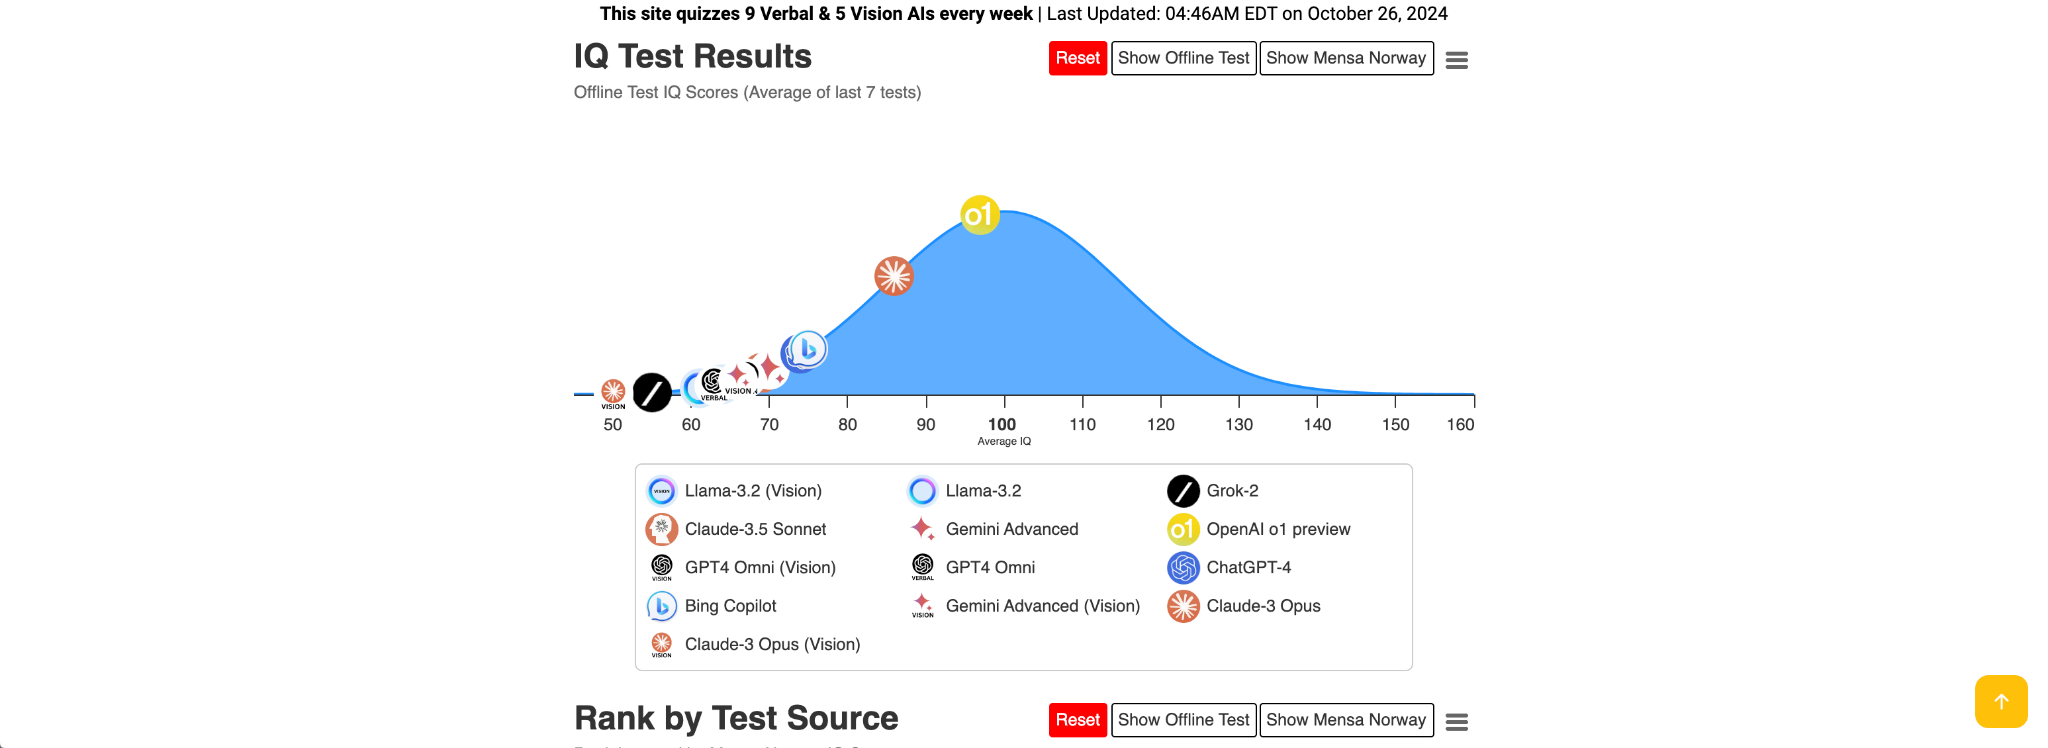 This site quizzes 9 Verbal & 5 Vision AIs every week | Last Updated: 04:46AM EDT on October 26, 2024
IQ Test Results
Reset
Show Offline Test
Show Mensa Norway
Offline Test IQ Scores (Average of last 7 tests)
o1
b
VISION
VERBAL
VISION
50
60
70
80
90
100
110
120
130
140
150
160
Average IQ
VISION
Llama-3.2 (Vision)
Llama-3.2
Grok-2
Claude-3.5 Sonnet
Gemini Advanced
o1
OpenAI o1 preview
VISION
GPT4 Omni (Vision)
VERBAL
GPT4 Omni
ChatGPT-4
b
Bing Copilot
VISION
Gemini Advanced (Vision)
Claude-3 Opus
VISION
Claude-3 Opus (Vision)
Rank by Test Source
Reset
Show Offline Test
Show Mensa Norway